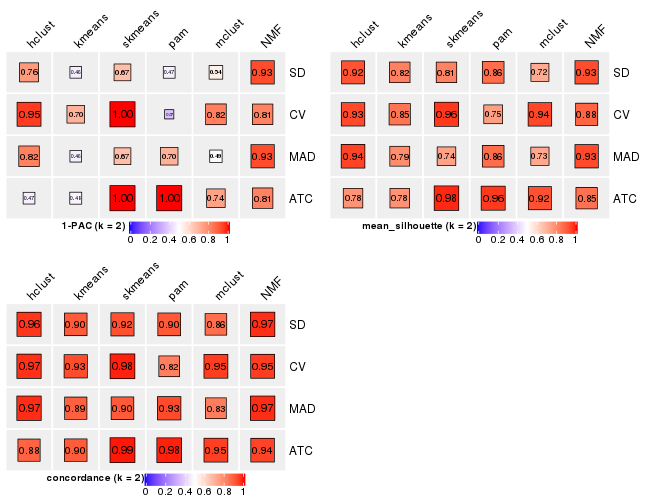 hclust kmeans skmeans pam mclust NMF
0.76 0.46 0.67 0.47 0.54 0.93 SD
0.95 0.70 1.00 0.82 0.81 CV
0.82 0.67 0.70 0.49 0.93 MAD
0.47 0.41 1.00 1.00 0.74 0.81 ATC
1-PAC (k = 2)
0 0.2 0.4 0.6 0.8 1
hclust kmeans skmeans pam mclust NMF
0.92 0.82 0.81 0.86 0.72 0.93 SD
0.93 0.85 0.96 0.75 0.94 0.88 CV
0.94 0.79 0.74 0.86 0.73 0.93 MAD
0.78 0.78 0.98 0.96 0.92 0.85 ATC
mean_silhouette (k = 2)
0 0.2 0.4 0.6 0.8 1
hclust kmeans skmeans pam mclust NMF
0.96 0.90 0.92 0.90 0.86 0.97 SD
0.97 0.93 0.98 0.82 0.95 0.95 CV
0.97 0.89 0.90 0.93 0.83 0.97 MAD
0.88 0.90 0.99 0.98 0.95 0.94 ATC
concordance (k = 2)
0 0.2 0.4 0.6 0.8 1